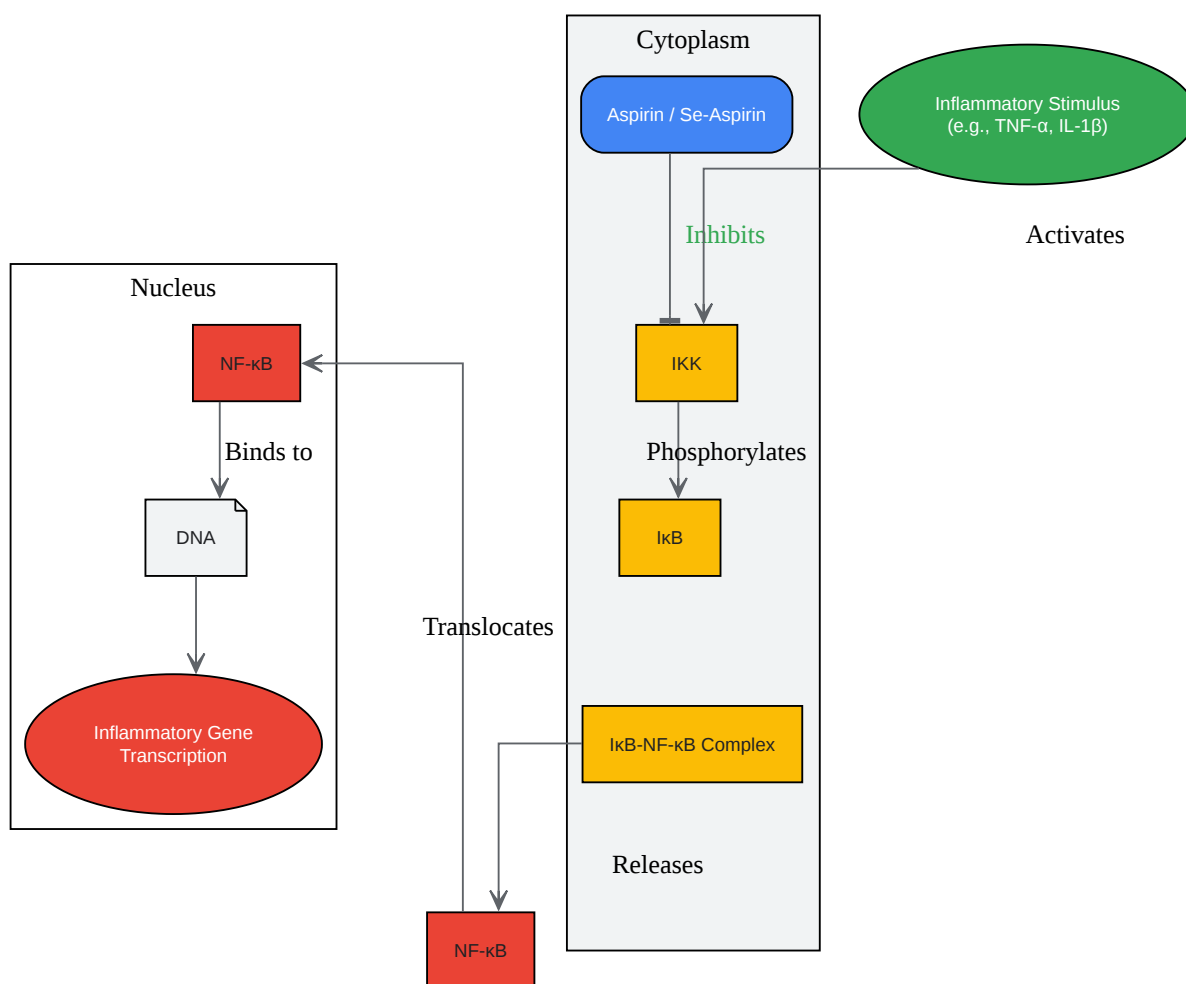 Cytoplasm
Aspirin / Se-Aspirin
Inflammatory Stimulus
(e.g., TNF-α, IL-1β)
Inhibits
Activates
Nucleus
NF-κB
IKK
Binds to
Phosphorylates
DNA
IκB
Translocates
Inflammatory Gene
Transcription
IκB-NF-κB Complex
Releases
NF-κB